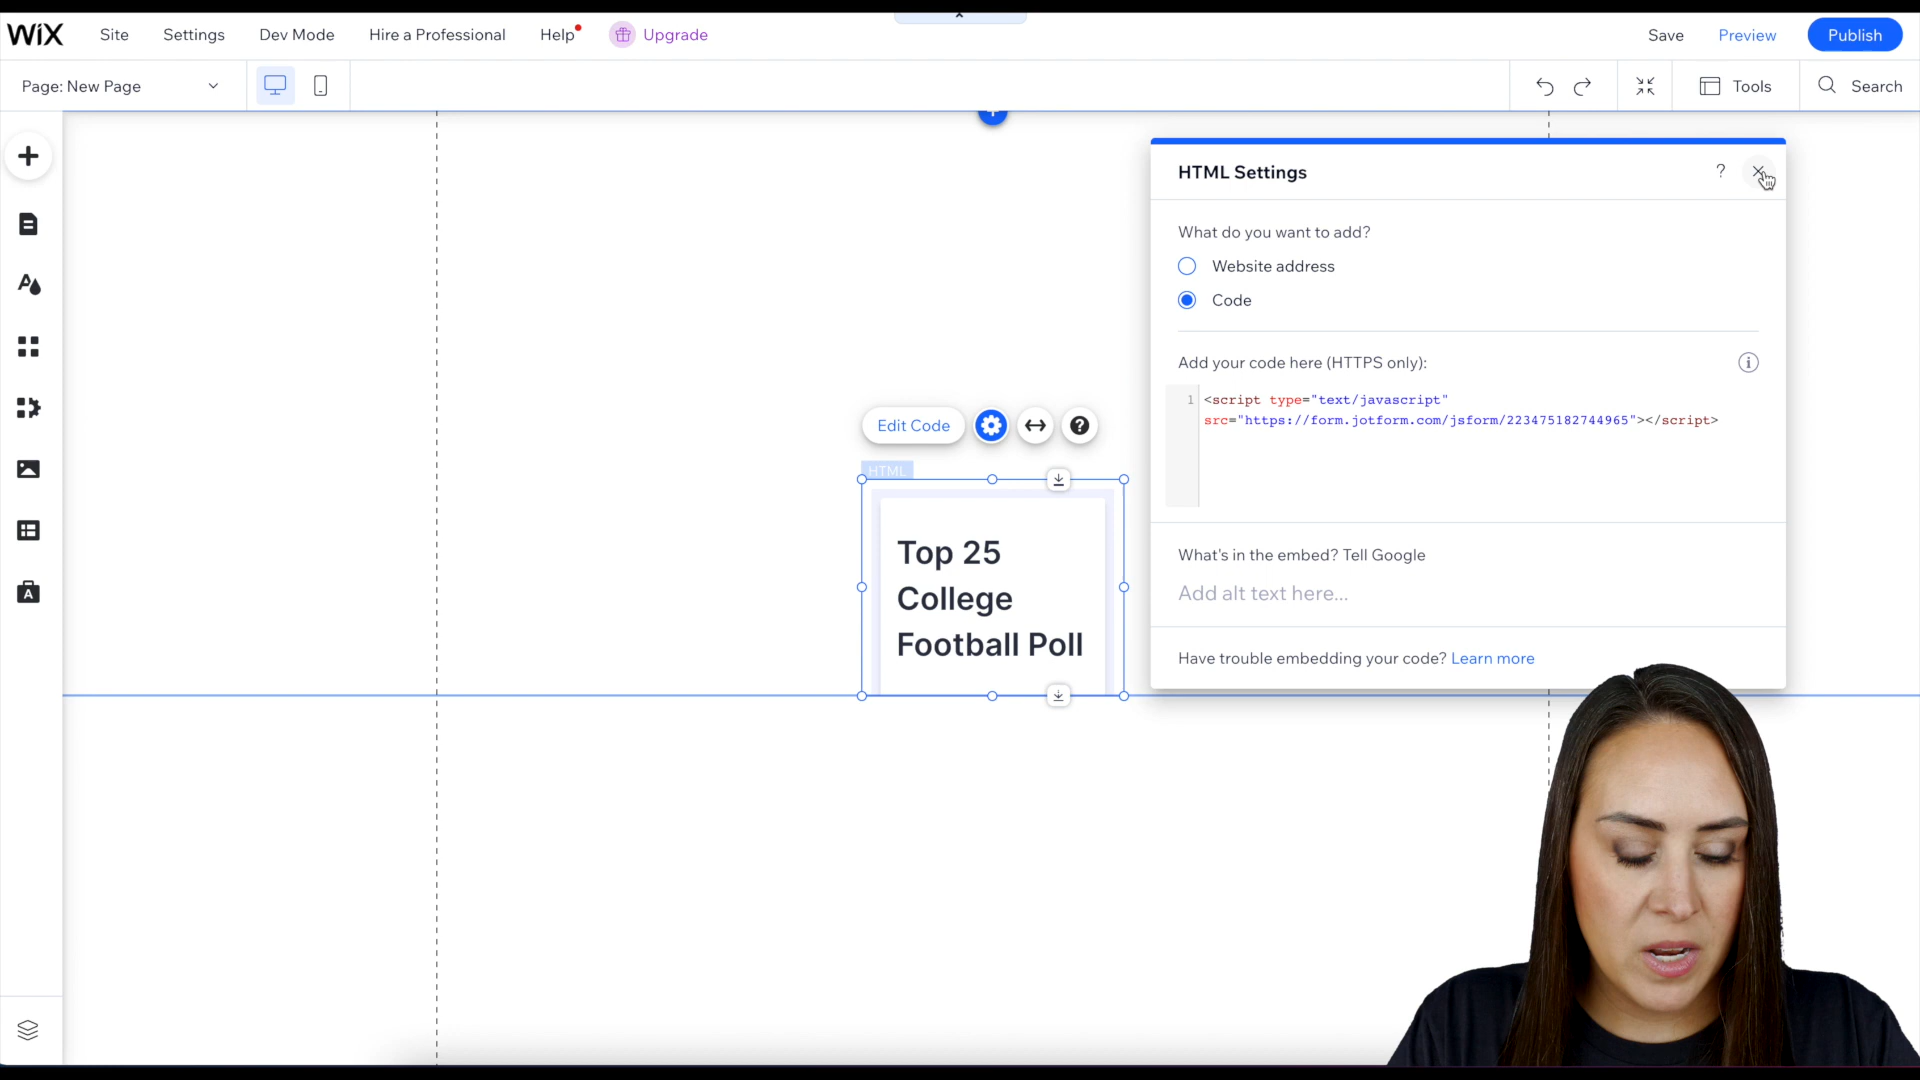 WiX Site Settings Dev Mode Hire a Professional Help Upgrade Save Preview Publish
Page: New Page Tools Search
HTML Settings ?
What do you want to add?
Website address
Code
Add your code here (HTTPS only):
1 <script type="text/javascript"
src="https://form.jotform.com/jsform/223475182744965"></script>
What's in the embed? Tell Google
Add alt text here...
Have trouble embedding your code? Learn more
Edit Code ?
HTML
Top 25
College
Football Poll